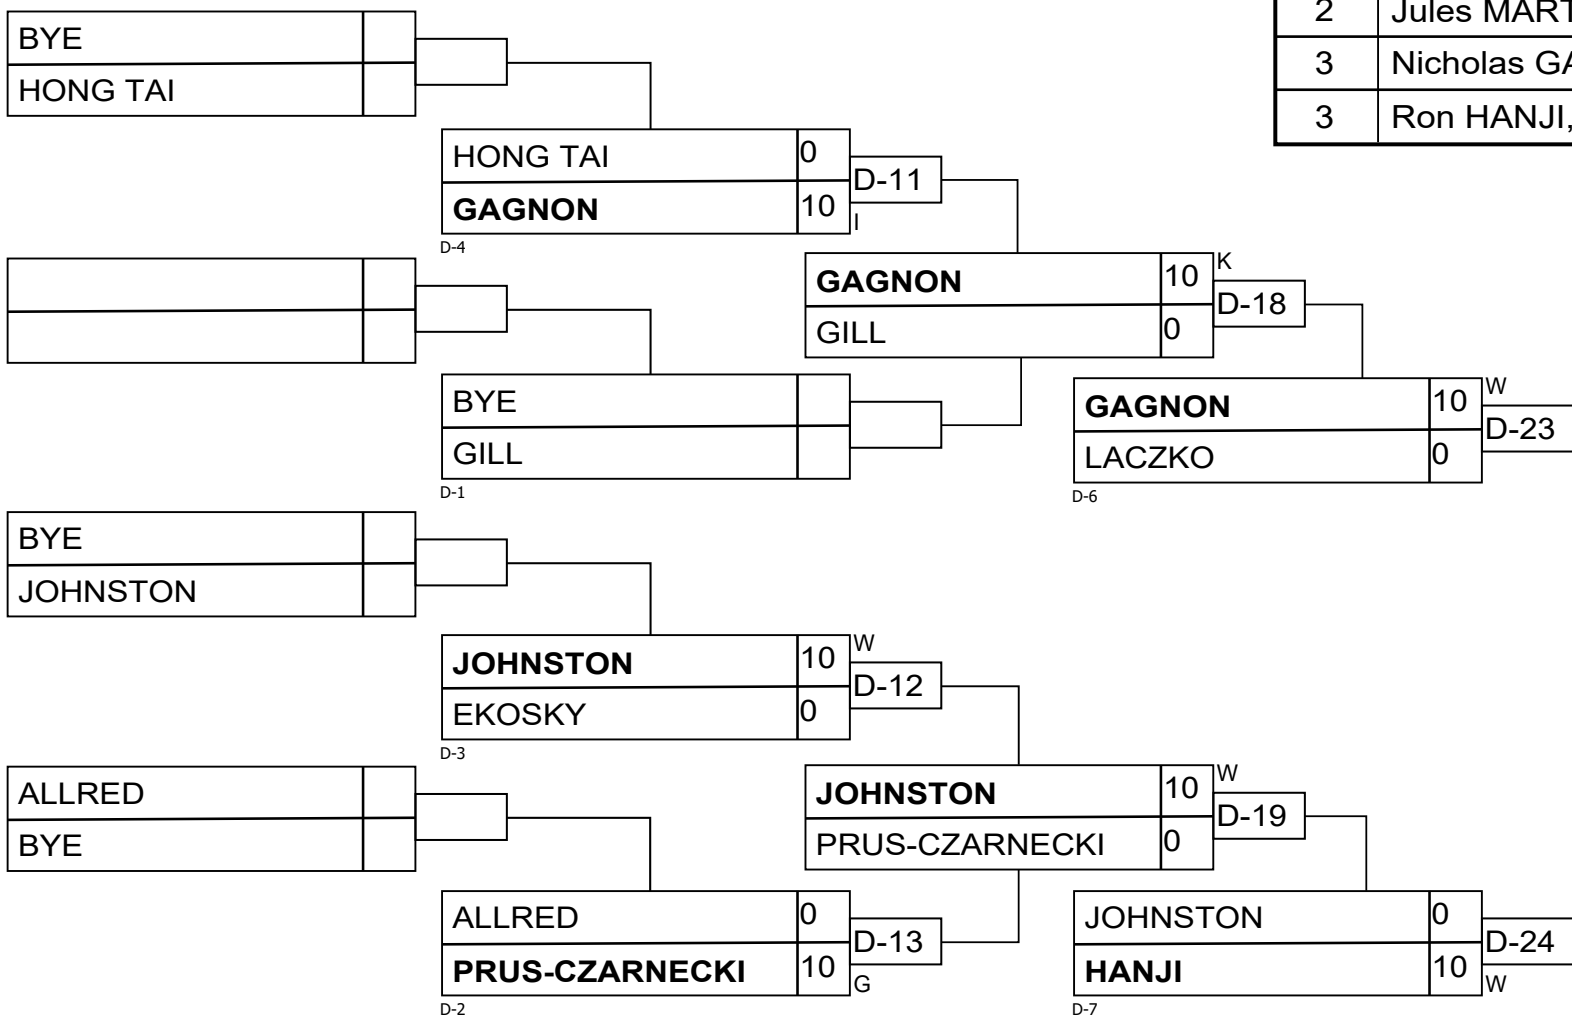 2
Jules MART
3
Nicholas GA
3
Ron HANJI,
BYE
HONG TAI
HONG TAI 0
GAGNON 10
D-11
I
D-4
GAGNON 10
GILL 0
K
D-18
BYE
GILL
D-1
GAGNON 10
LACZKO 0
W
D-23
D-6
BYE
JOHNSTON
JOHNSTON 10
EKOSKY 0
W
D-12
D-3
ALLRED
BYE
JOHNSTON 10
PRUS-CZARNECKI 0
W
D-19
ALLRED 0
PRUS-CZARNECKI 10
D-13
G
D-2
JOHNSTON 0
HANJI 10
D-24
W
D-7